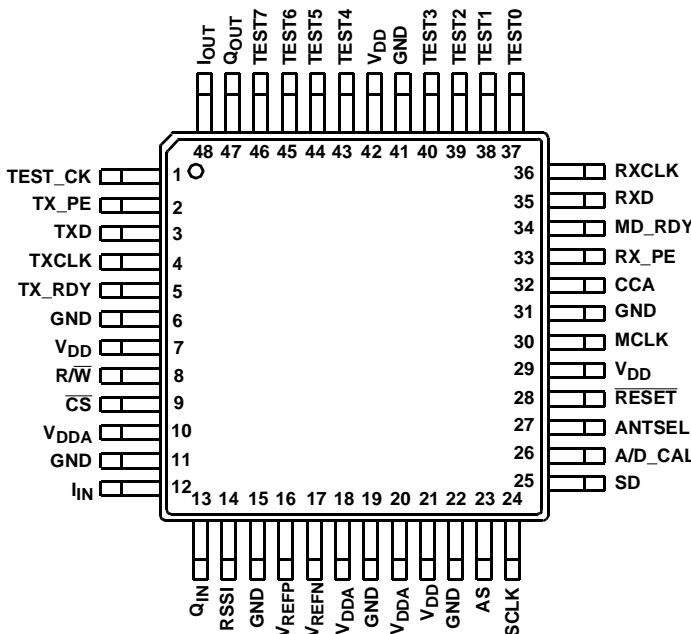 IOUT
QOUT
TEST7
TEST6
TEST5
TEST4
VDD
GND
TEST3
TEST2
TEST1
TEST0
48 47 46 45 44 43 42 41 40 39 38 37
TEST_CK 1
TX_PE 2
TXD 3
TXCLK 4
TX_RDY 5
GND 6
VDD 7
R/W̅ 8
C̅S̅ 9
VDDA 10
GND 11
IIN 12
36 RXCLK
35 RXD
34 MD_RDY
33 RX_PE
32 CCA
31 GND
30 MCLK
29 VDD
28 R̅E̅S̅E̅T̅
27 ANTSEL
26 A/D_CAL
25 SD
13 14 15 16 17 18 19 20 21 22 23 24
QIN
RSSI
GND
VREFP
VREFN
VDDA
GND
VDDA
VDD
GND
AS
SCLK